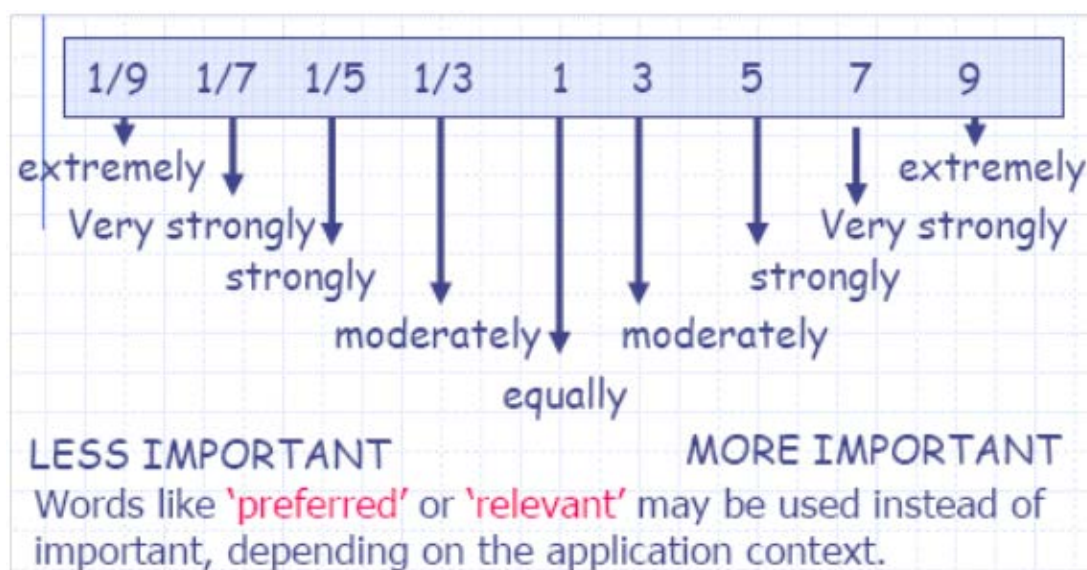 1/9 1/7 1/5 1/3 1 3 5 7 9
extremely extremely
Very strongly Very strongly
strongly strongly
moderately moderately
equally
LESS IMPORTANT MORE IMPORTANT
Words like ‘preferred’ or ‘relevant’ may be used instead of
important, depending on the application context.